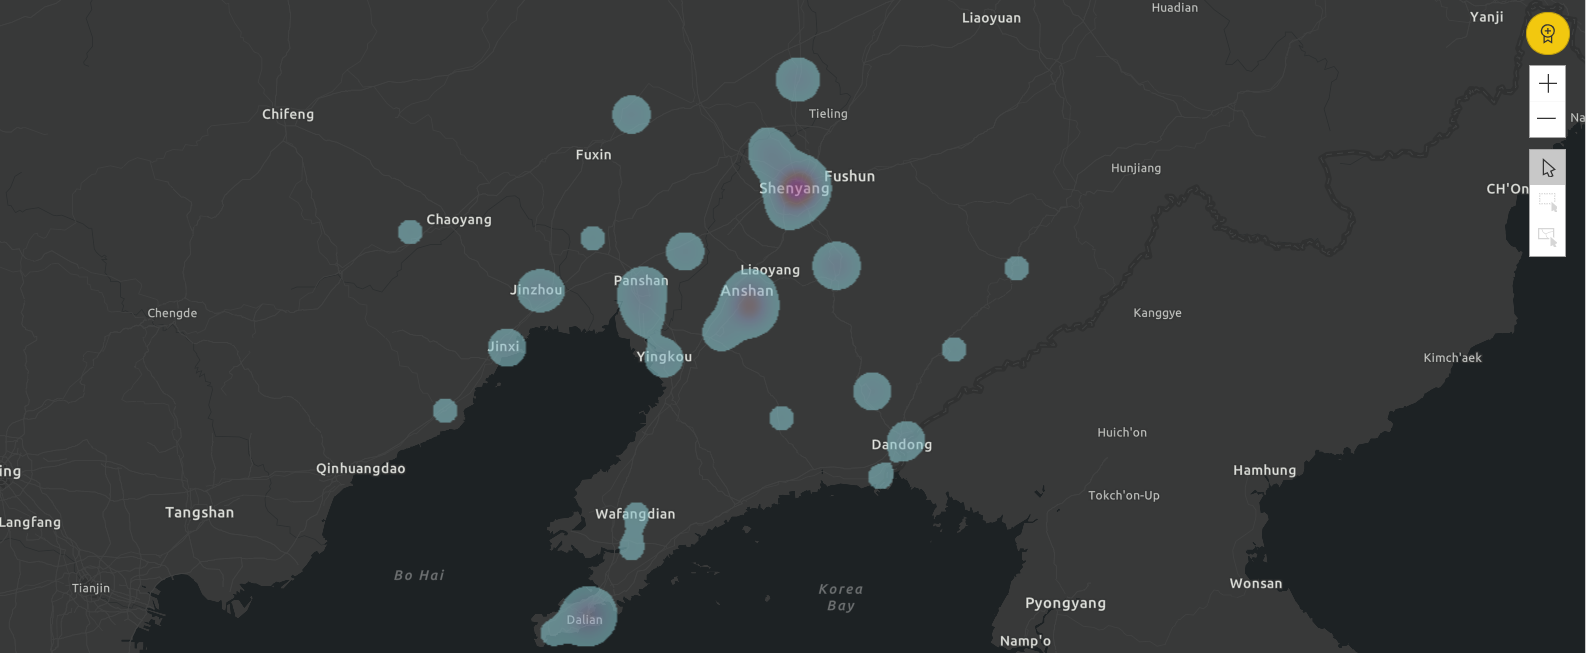 Huadian
Liaoyuan
Yanji
Chifeng
Tieling
Na
Fuxin
Hunjiang
Fushun
Shenyang
CH'On
Chaoyang
Liaoyang
Panshan
Jinzhou
Anshan
Chengde
Kanggye
Jinxi
Yingkou
Kimch'aek
Huich'on
Dandong
Qinhuangdao
ing
Hamhung
Tokch'on-Up
Tangshan
Wafangdian
Langfang
Bo Hai
Wonsan
Tianjin
Korea
Bay
Pyongyang
Dalian
Namp'o